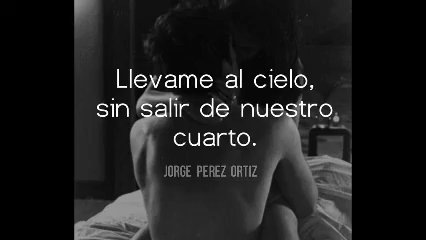 Llevame al cielo,
sin salir de nuestro
cuarto.
JORGE PEREZ ORTIZ